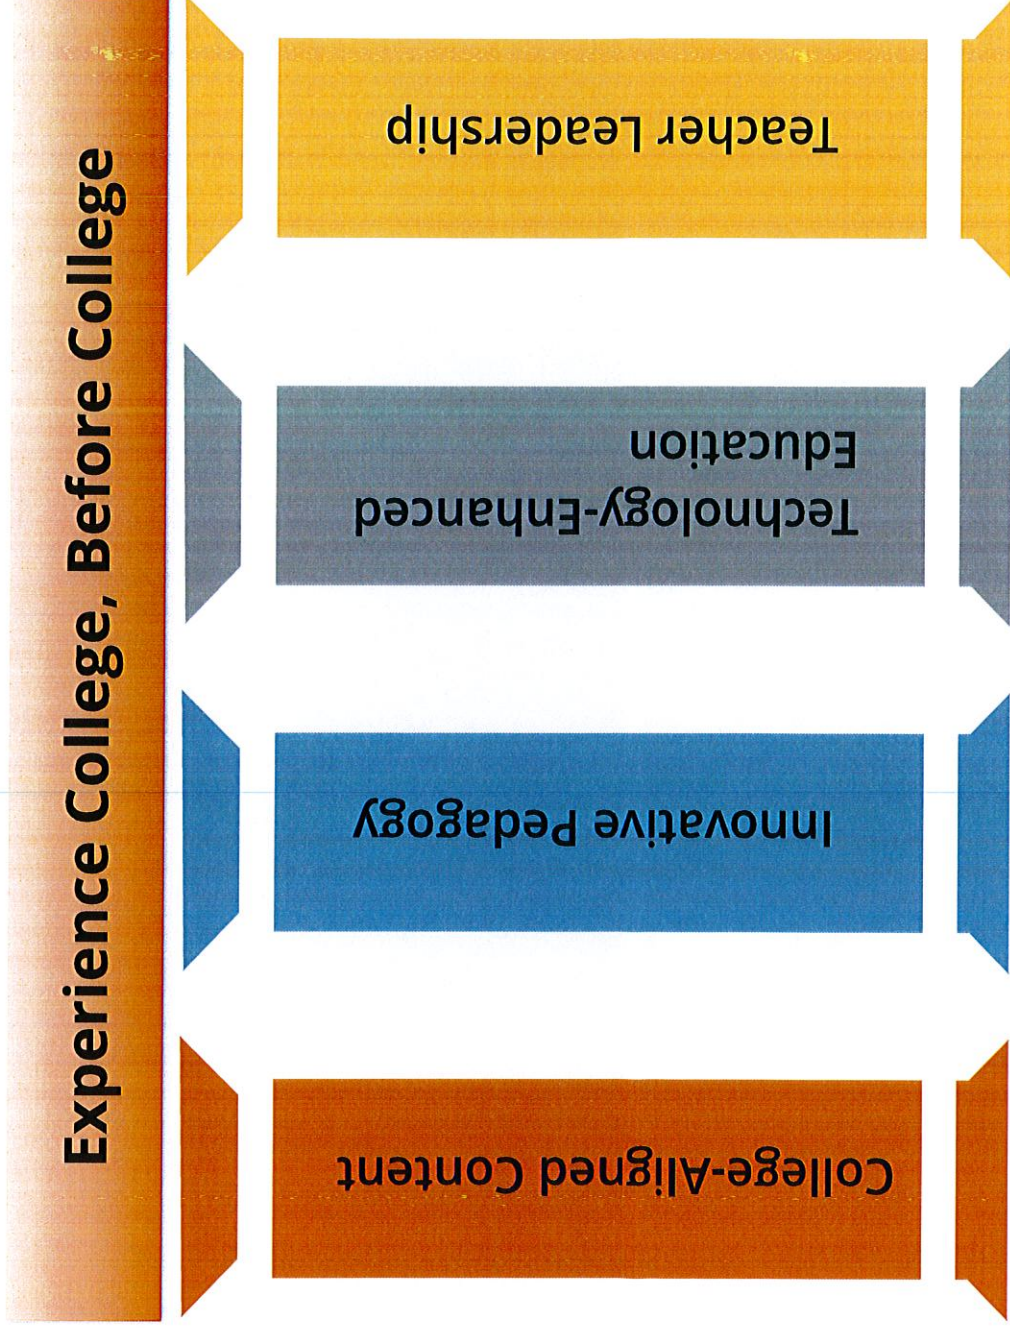 Experience College, Before College
College-Aligned Content
Innovative Pedagogy
Technology-Enhanced
Education
Teacher Leadership